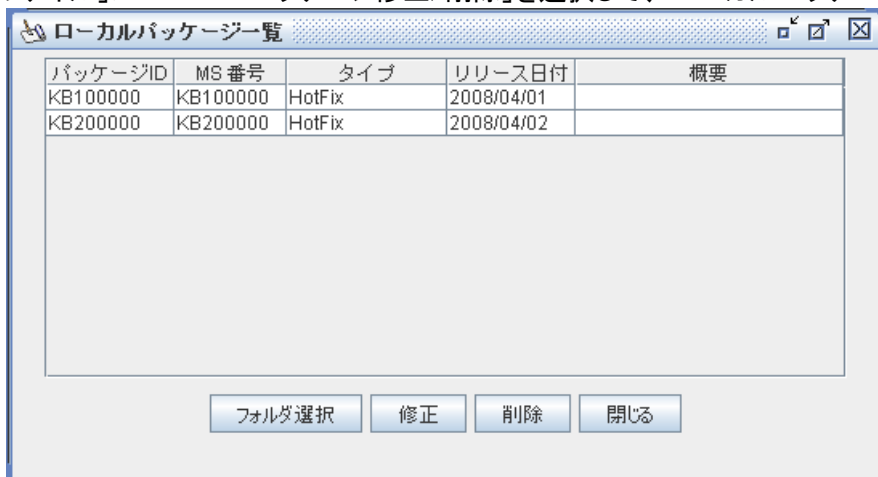 ローカルパッケージ一覧
パッケージID MS 番号 タイプ リリース日付 概要
KB100000 KB100000 HotFix 2008/04/01
KB200000 KB200000 HotFix 2008/04/02
フォルダ選択 修正 削除 閉じる